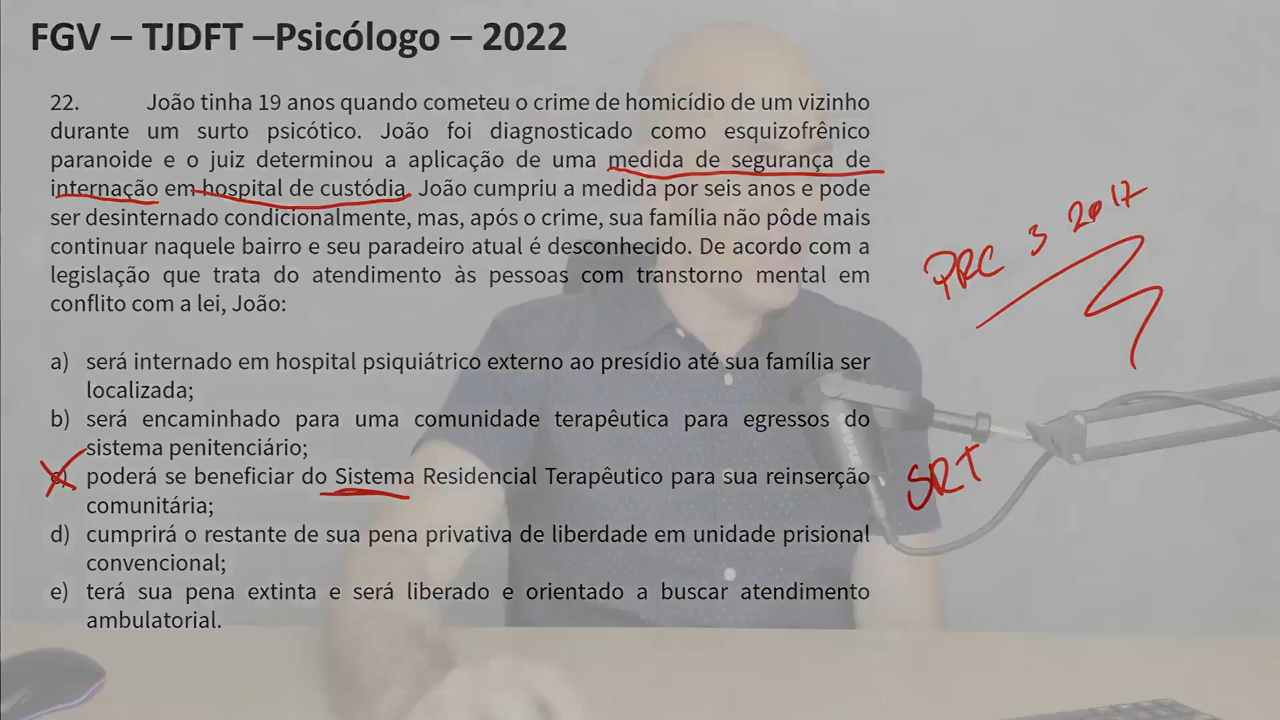 FGV – TJDFT –Psicólogo – 2022
22. João tinha 19 anos quando cometeu o crime de homicídio de um vizinho
durante um surto psicótico. João foi diagnosticado como esquizofrênico
paranoide e o juiz determinou a aplicação de uma medida de segurança de
internação em hospital de custódia. João cumpriu a medida por seis anos e pode
ser desinternado condicionalmente, mas, após o crime, sua família não pôde mais
continuar naquele bairro e seu paradeiro atual é desconhecido. De acordo com a
legislação que trata do atendimento às pessoas com transtorno mental em
conflito com a lei, João:
PRC 3 2017
a) será internado em hospital psiquiátrico externo ao presídio até sua família ser
localizada;
b) será encaminhado para uma comunidade terapêutica para egressos do
sistema penitenciário;
c) poderá se beneficiar do Sistema Residencial Terapêutico para sua reinserção
comunitária;
SRT
d) cumprirá o restante de sua pena privativa de liberdade em unidade prisional
convencional;
e) terá sua pena extinta e será liberado e orientado a buscar atendimento
ambulatorial.